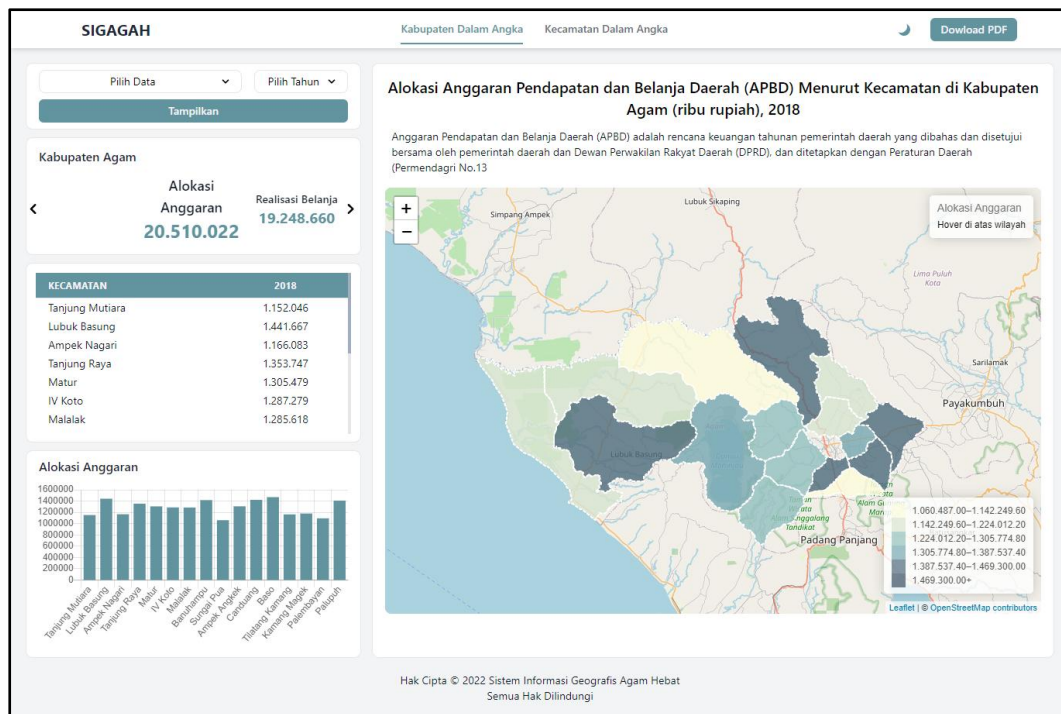 SIGAGAH
Kabupaten Dalam Angka
Kecamatan Dalam Angka
Dowload PDF
Pilih Data
Pilih Tahun
Tampilkan
Kabupaten Agam
Alokasi
Anggaran
20.510.022
Realisasi Belanja
19.248.660
KECAMATAN 2018
Tanjung Mutiara 1.152.046
Lubuk Basung 1.441.667
Ampek Nagari 1.166.083
Tanjung Raya 1.353.747
Matur 1.305.479
IV Koto 1.287.279
Malalak 1.285.618
Alokasi Anggaran
1600000
1400000
1200000
1000000
800000
600000
400000
200000
0
Tanjung Mutiara
Lubuk Basung
Ampek Nagari
Tanjung Raya
Matur
IV Koto
Malalak
Banuhampu
Sungai Pua
Ampek Angkek
Canduang
Baso
Tilatang Kamang
Kamang Magek
Palembayan
Palupuh
Alokasi Anggaran Pendapatan dan Belanja Daerah (APBD) Menurut Kecamatan di Kabupaten
Agam (ribu rupiah), 2018
Anggaran Pendapatan dan Belanja Daerah (APBD) adalah rencana keuangan tahunan pemerintah daerah yang dibahas dan disetujui
bersama oleh pemerintah daerah dan Dewan Perwakilan Rakyat Daerah (DPRD), dan ditetapkan dengan Peraturan Daerah
(Permendagri No.13
+
−
Alokasi Anggaran
Hover di atas wilayah
Lubuk Sikaping
Simpang Ampek
Limo Puluh
Kota
Sarilamak
Payakumbuh
Lubuk Basung
Padang Panjang
Tandikat
1.060.487.00–1.142.249.60
1.142.249.60–1.224.012.20
1.224.012.20–1.305.774.80
1.305.774.80–1.387.537.40
1.387.537.40–1.469.300.00
1.469.300.00+
Leaflet | © OpenStreetMap contributors
Hak Cipta © 2022 Sistem Informasi Geografis Agam Hebat
Semua Hak Dilindungi